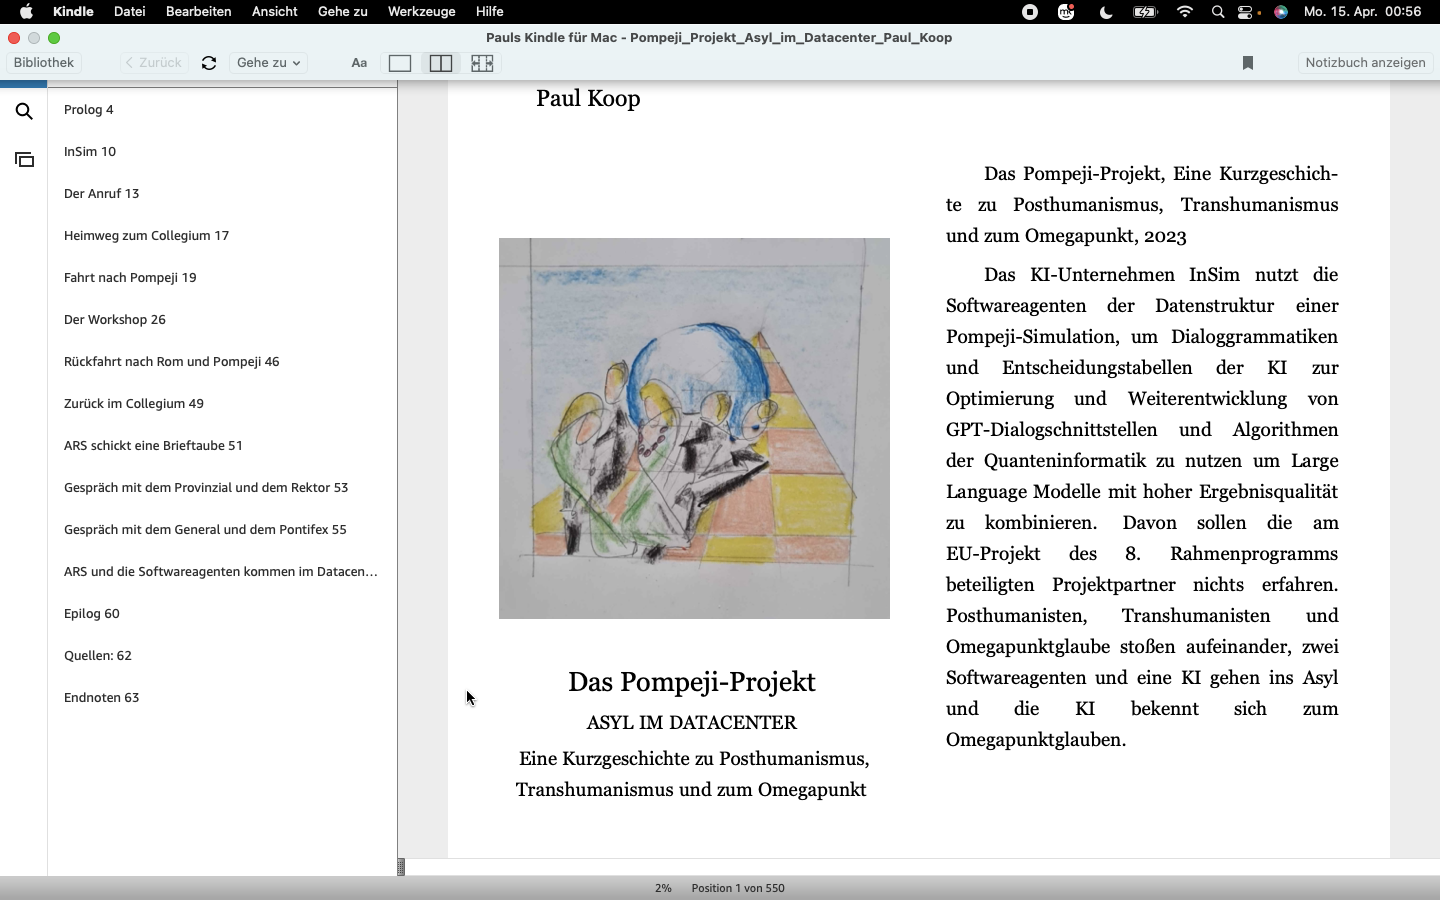 Kindle Datei Bearbeiten Ansicht Gehe zu Werkzeuge Hilfe Mo. 15. Apr. 00:56
Pauls Kindle für Mac - Pompeji_Projekt_Asyl_im_Datacenter_Paul_Koop
Bibliothek Zurück Gehe zu Aa Notizbuch anzeigen
Prolog 4
InSim 10
Der Anruf 13
Heimweg zum Collegium 17
Fahrt nach Pompeji 19
Der Workshop 26
Rückfahrt nach Rom und Pompeji 46
Zurück im Collegium 49
ARS schickt eine Brieftaube 51
Gespräch mit dem Provinzial und dem Rektor 53
Gespräch mit dem General und dem Pontifex 55
ARS und die Softwareagenten kommen im Datacen...
Epilog 60
Quellen: 62
Endnoten 63
Paul Koop
Das Pompeji-Projekt
ASYL IM DATACENTER
Eine Kurzgeschichte zu Posthumanismus,
Transhumanismus und zum Omegapunkt
Das Pompeji-Projekt, Eine Kurzgeschich-
te zu Posthumanismus, Transhumanismus
und zum Omegapunkt, 2023
Das KI-Unternehmen InSim nutzt die
Softwareagenten der Datenstruktur einer
Pompeji-Simulation, um Dialoggrammatiken
und Entscheidungstabellen der KI zur
Optimierung und Weiterentwicklung von
GPT-Dialogschnittstellen und Algorithmen
der Quanteninformatik zu nutzen um Large
Language Modelle mit hoher Ergebnisqualität
zu kombinieren. Davon sollen die am
EU-Projekt des 8. Rahmenprogramms
beteiligten Projektpartner nichts erfahren.
Posthumanisten, Transhumanisten und
Omegapunktglaube stoßen aufeinander, zwei
Softwareagenten und eine KI gehen ins Asyl
und die KI bekennt sich zum
Omegapunktglauben.
2% Position 1 von 550